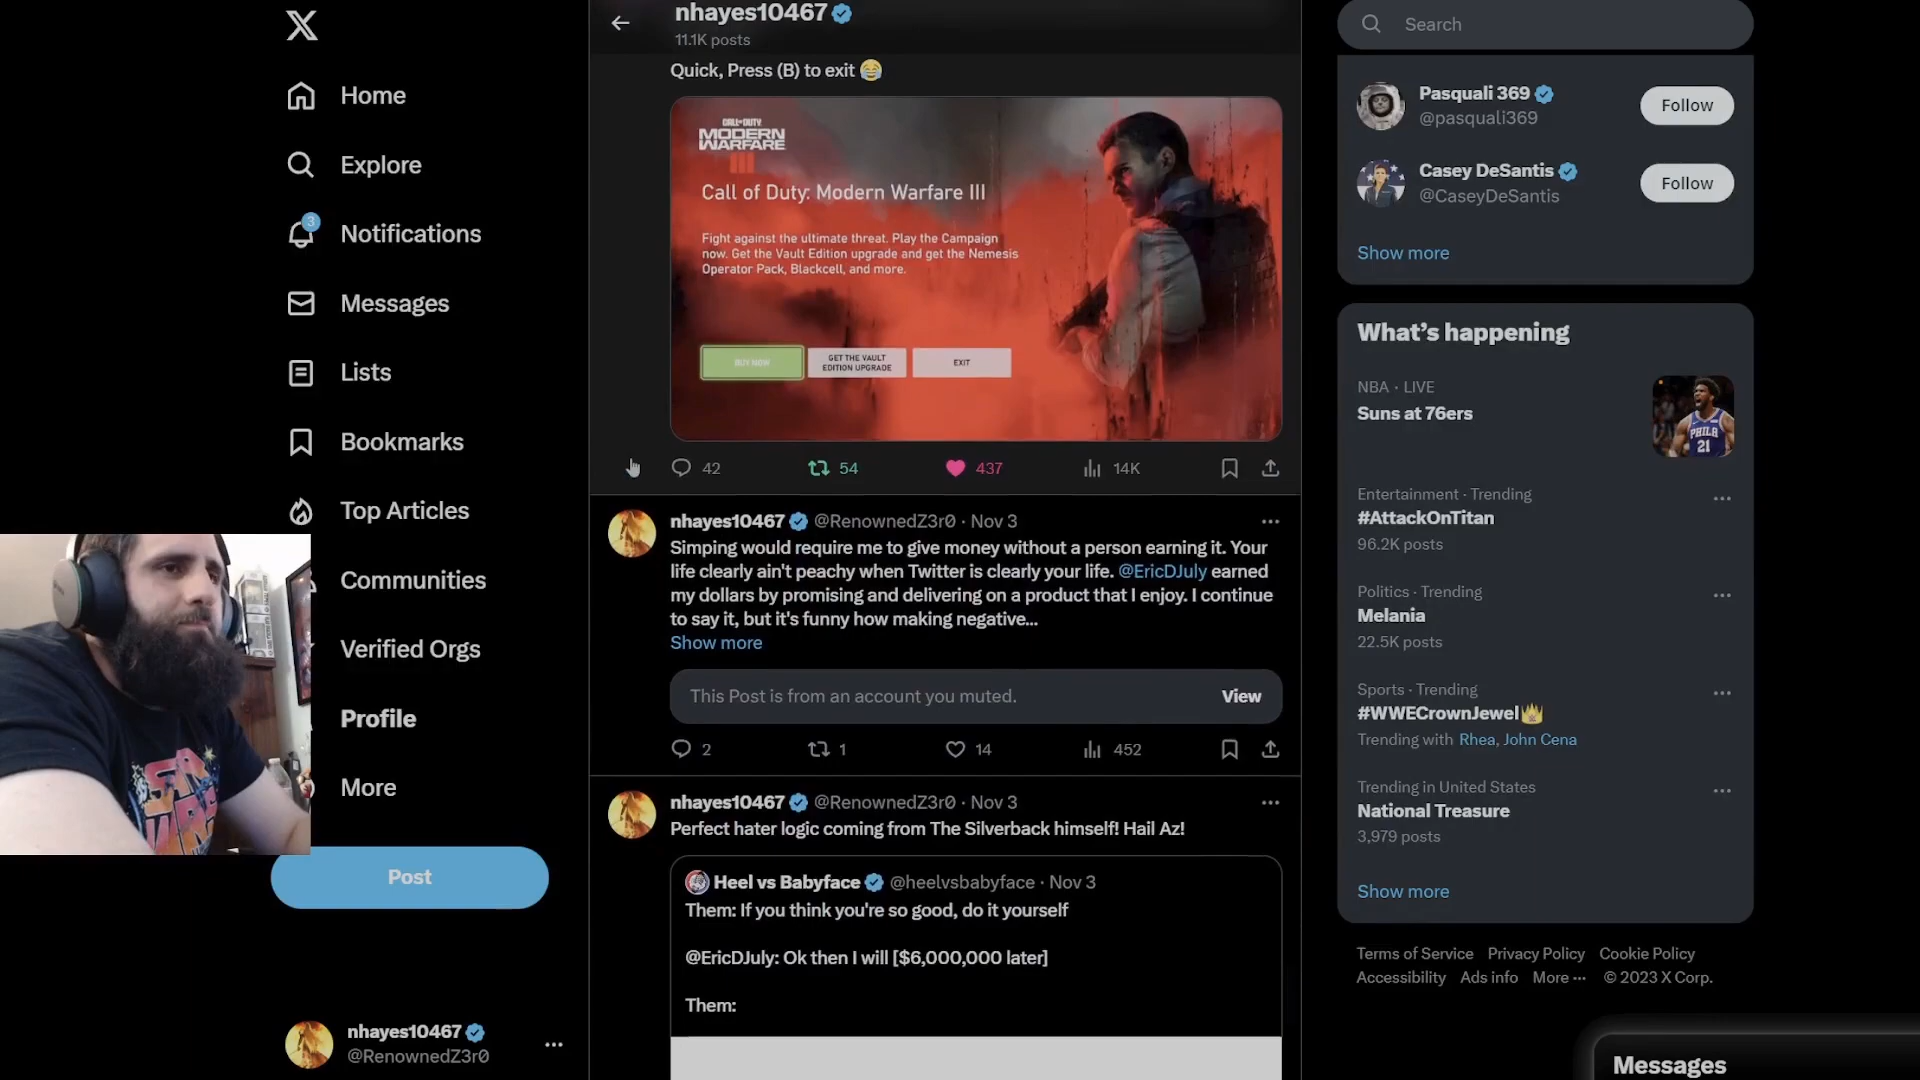 Home
Explore
3
Notifications
Messages
Lists
Bookmarks
Top Articles
Communities
Verified Orgs
Profile
More
Post
nhayes10467
@RenownedZ3r0
nhayes10467
11.1K posts
Quick, Press (B) to exit 😂
CALL OF DUTY
MODERN
WARFARE
III
Call of Duty: Modern Warfare III
Fight against the ultimate threat. Play the Campaign
now. Get the Vault Edition upgrade and get the Nemesis
Operator Pack, Blackcell, and more.
BUY NOW
GET THE VAULT
EDITION UPGRADE
EXIT
42 54 437 14K
nhayes10467 @RenownedZ3r0 · Nov 3
Simping would require me to give money without a person earning it. Your
life clearly ain't peachy when Twitter is clearly your life. @EricDJuly earned
my dollars by promising and delivering on a product that I enjoy. I continue
to say it, but it's funny how making negative...
Show more
This Post is from an account you muted. View
2 1 14 452
nhayes10467 @RenownedZ3r0 · Nov 3
Perfect hater logic coming from The Silverback himself! Hail Az!
Heel vs Babyface @heelvsbabyface · Nov 3
Them: If you think you're so good, do it yourself
@EricDJuly: Ok then I will [$6,000,000 later]
Them:
Search
Pasquali 369
@pasquali369
Follow
Casey DeSantis
@CaseyDeSantis
Follow
Show more
What's happening
NBA · LIVE
Suns at 76ers
PHILA
21
Entertainment · Trending
#AttackOnTitan
96.2K posts
Politics · Trending
Melania
22.5K posts
Sports · Trending
#WWECrownJewel👑
Trending with Rhea, John Cena
Trending in United States
National Treasure
3,979 posts
Show more
Terms of Service Privacy Policy Cookie Policy
Accessibility Ads info More ··· © 2023 X Corp.
Messages